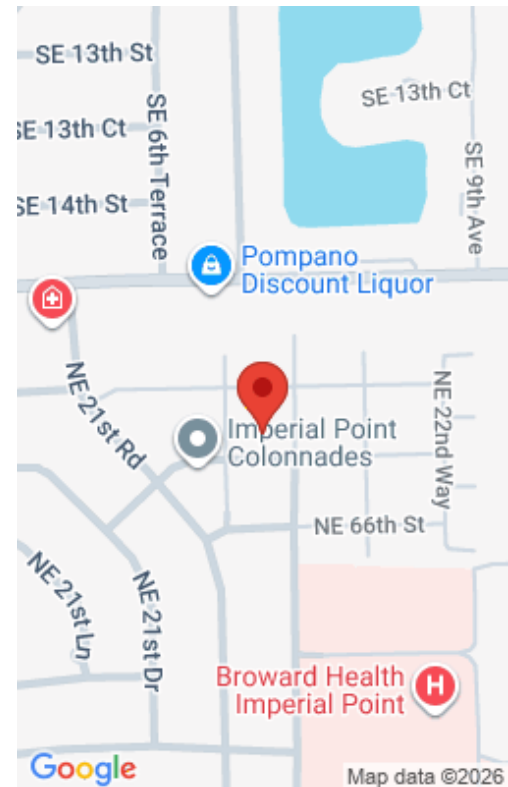 SE 13th St
SE 13th Ct
SE 13th Ct
SE 6th Terrace
SE 9th Ave
SE 14th St
Pompano
Discount Liquor
NE 21st Rd
NE 22nd Way
Imperial Point
Colonnades
NE 66th St
NE 21st Ln
NE 21st Dr
Broward Health
Imperial Point
H
Google
Map data ©2026